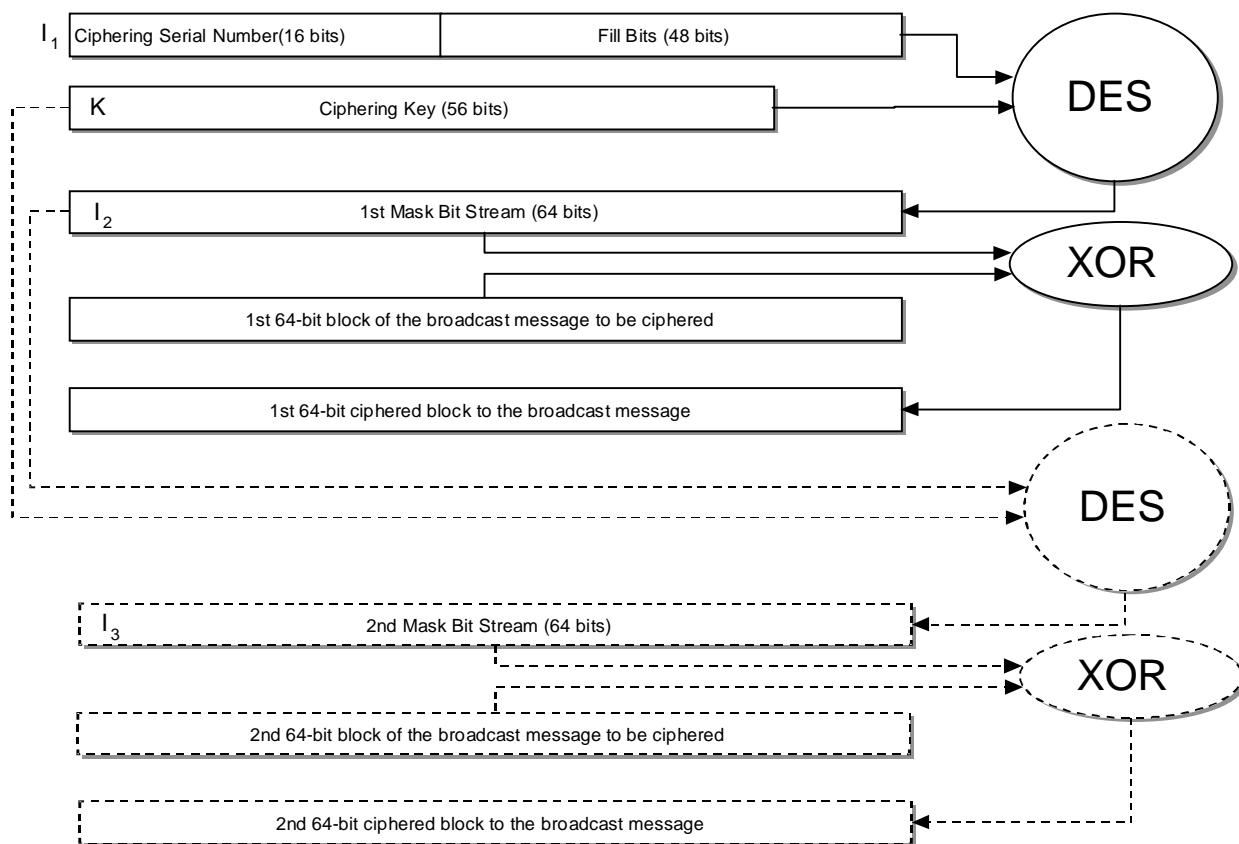 I1 Ciphering Serial Number(16 bits) Fill Bits (48 bits)
DES
K Ciphering Key (56 bits)
I2 1st Mask Bit Stream (64 bits)
XOR
1st 64-bit block of the broadcast message to be ciphered
1st 64-bit ciphered block to the broadcast message
DES
I3 2nd Mask Bit Stream (64 bits)
XOR
2nd 64-bit block of the broadcast message to be ciphered
2nd 64-bit ciphered block to the broadcast message